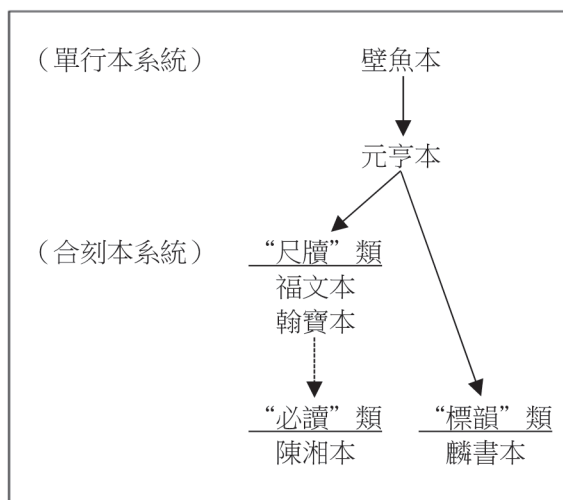 （單行本系統） 壁魚本
元亨本
（合刻本系統） “尺牘”類
福文本
翰寶本
“必讀”類 “標韻”類
陳湘本 麟書本